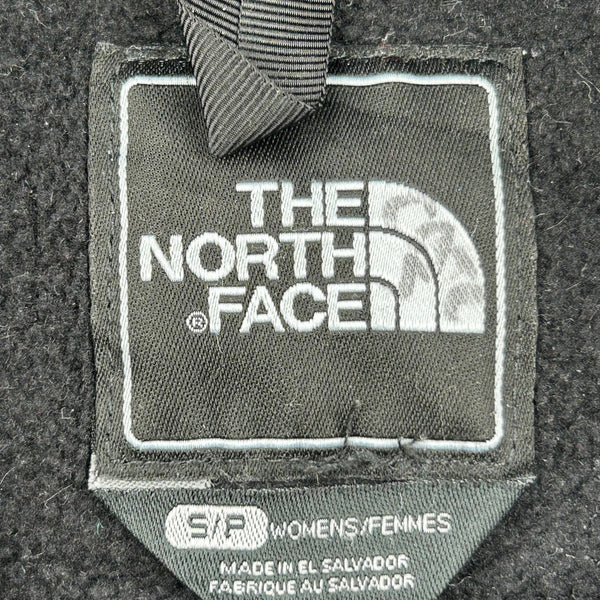 THE
NORTH
®FACE
S/P WOMENS/FEMMES
MADE IN EL SALVADOR
FABRIQUE AU SALVADOR